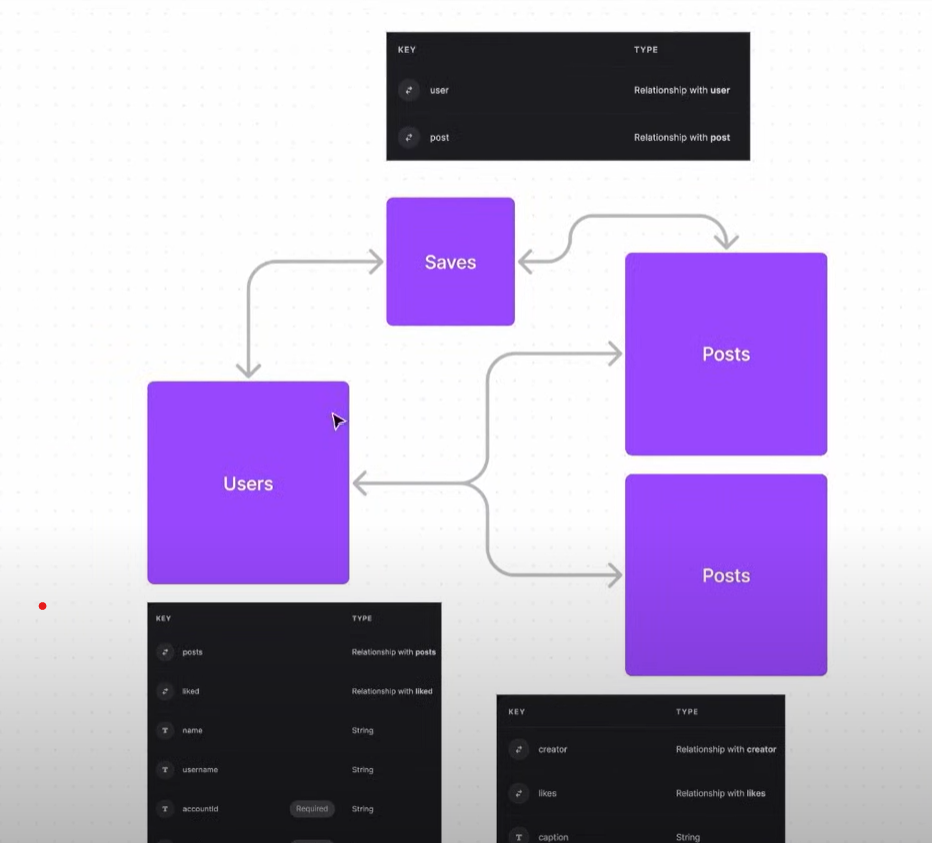 KEY TYPE
user Relationship with user
post Relationship with post
Saves
Posts
Users
Posts
KEY TYPE
posts Relationship with posts
liked Relationship with liked
name String
username String
accountId Required String
KEY TYPE
creator Relationship with creator
likes Relationship with likes
caption String